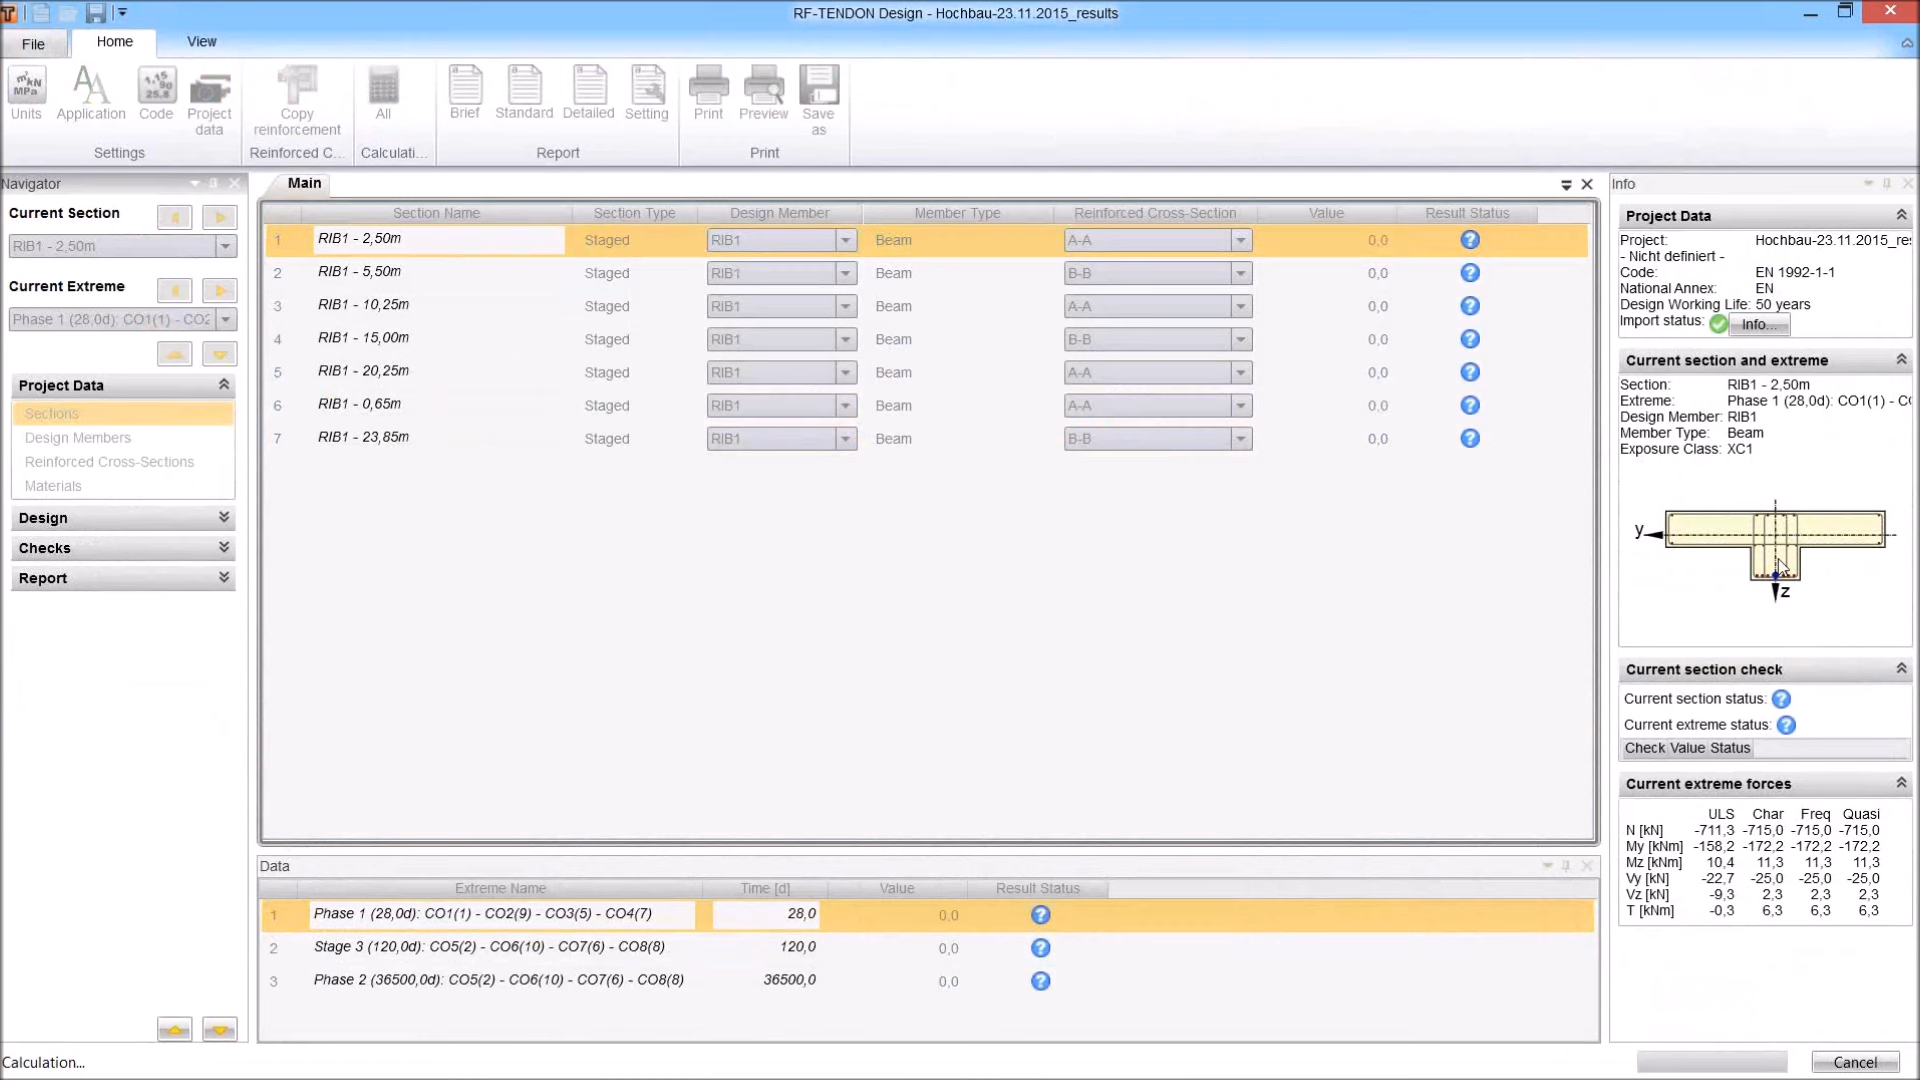 RF-TENDON Design - Hochbau-23.11.2015_results
File
Home
View
Units
Application
Code
Project data
Settings
Copy reinforcement
Reinforced C...
All
Calculati...
Brief
Standard
Detailed
Setting
Report
Print
Preview
Save as
Print
Navigator
Current Section
RIB1 - 2,50m
Current Extreme
Phase 1 (28,0d): CO1(1) - CO2
Project Data
Sections
Design Members
Reinforced Cross-Sections
Materials
Design
Checks
Report
Main
Section Name Section Type Design Member Member Type Reinforced Cross-Section Value Result Status
1 RIB1 - 2,50m Staged RIB1 Beam A-A 0,0
2 RIB1 - 5,50m Staged RIB1 Beam B-B 0,0
3 RIB1 - 10,25m Staged RIB1 Beam A-A 0,0
4 RIB1 - 15,00m Staged RIB1 Beam B-B 0,0
5 RIB1 - 20,25m Staged RIB1 Beam A-A 0,0
6 RIB1 - 0,65m Staged RIB1 Beam A-A 0,0
7 RIB1 - 23,85m Staged RIB1 Beam B-B 0,0
Data
Extreme Name Time [d] Value Result Status
1 Phase 1 (28,0d): CO1(1) - CO2(9) - CO3(5) - CO4(7) 28,0 0,0
2 Stage 3 (120,0d): CO5(2) - CO6(10) - CO7(6) - CO8(8) 120,0 0,0
3 Phase 2 (36500,0d): CO5(2) - CO6(10) - CO7(6) - CO8(8) 36500,0 0,0
Info
Project Data
Project: Hochbau-23.11.2015_res
- Nicht definiert -
Code: EN 1992-1-1
National Annex: EN
Design Working Life: 50 years
Import status: Info...
Current section and extreme
Section: RIB1 - 2,50m
Extreme: Phase 1 (28,0d): CO1(1) - CO
Design Member: RIB1
Member Type: Beam
Exposure Class: XC1
y
z
Current section check
Current section status:
Current extreme status:
Check Value Status
Current extreme forces
ULS Char Freq Quasi
N [kN] -711,3 -715,0 -715,0 -715,0
My [kNm] -158,2 -172,2 -172,2 -172,2
Mz [kNm] 10,4 11,3 11,3 11,3
Vy [kN] -22,7 -25,0 -25,0 -25,0
Vz [kN] -9,3 2,3 2,3 2,3
T [kNm] -0,3 6,3 6,3 6,3
Calculation...
Cancel